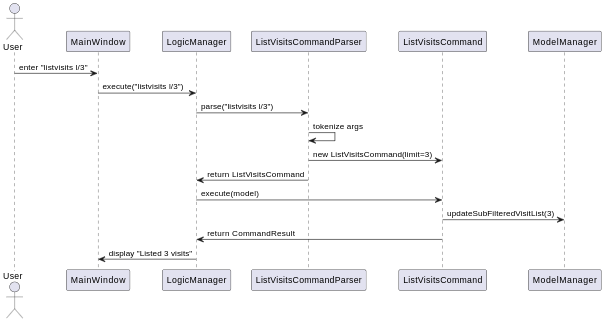 User
MainWindow
LogicManager
ListVisitsCommandParser
ListVisitsCommand
ModelManager
enter "listvisits l/3"
execute("listvisits l/3")
parse("listvisits l/3")
tokenize args
new ListVisitsCommand(limit=3)
return ListVisitsCommand
execute(model)
updateSubFilteredVisitList(3)
return CommandResult
display "Listed 3 visits"
User
MainWindow
LogicManager
ListVisitsCommandParser
ListVisitsCommand
ModelManager